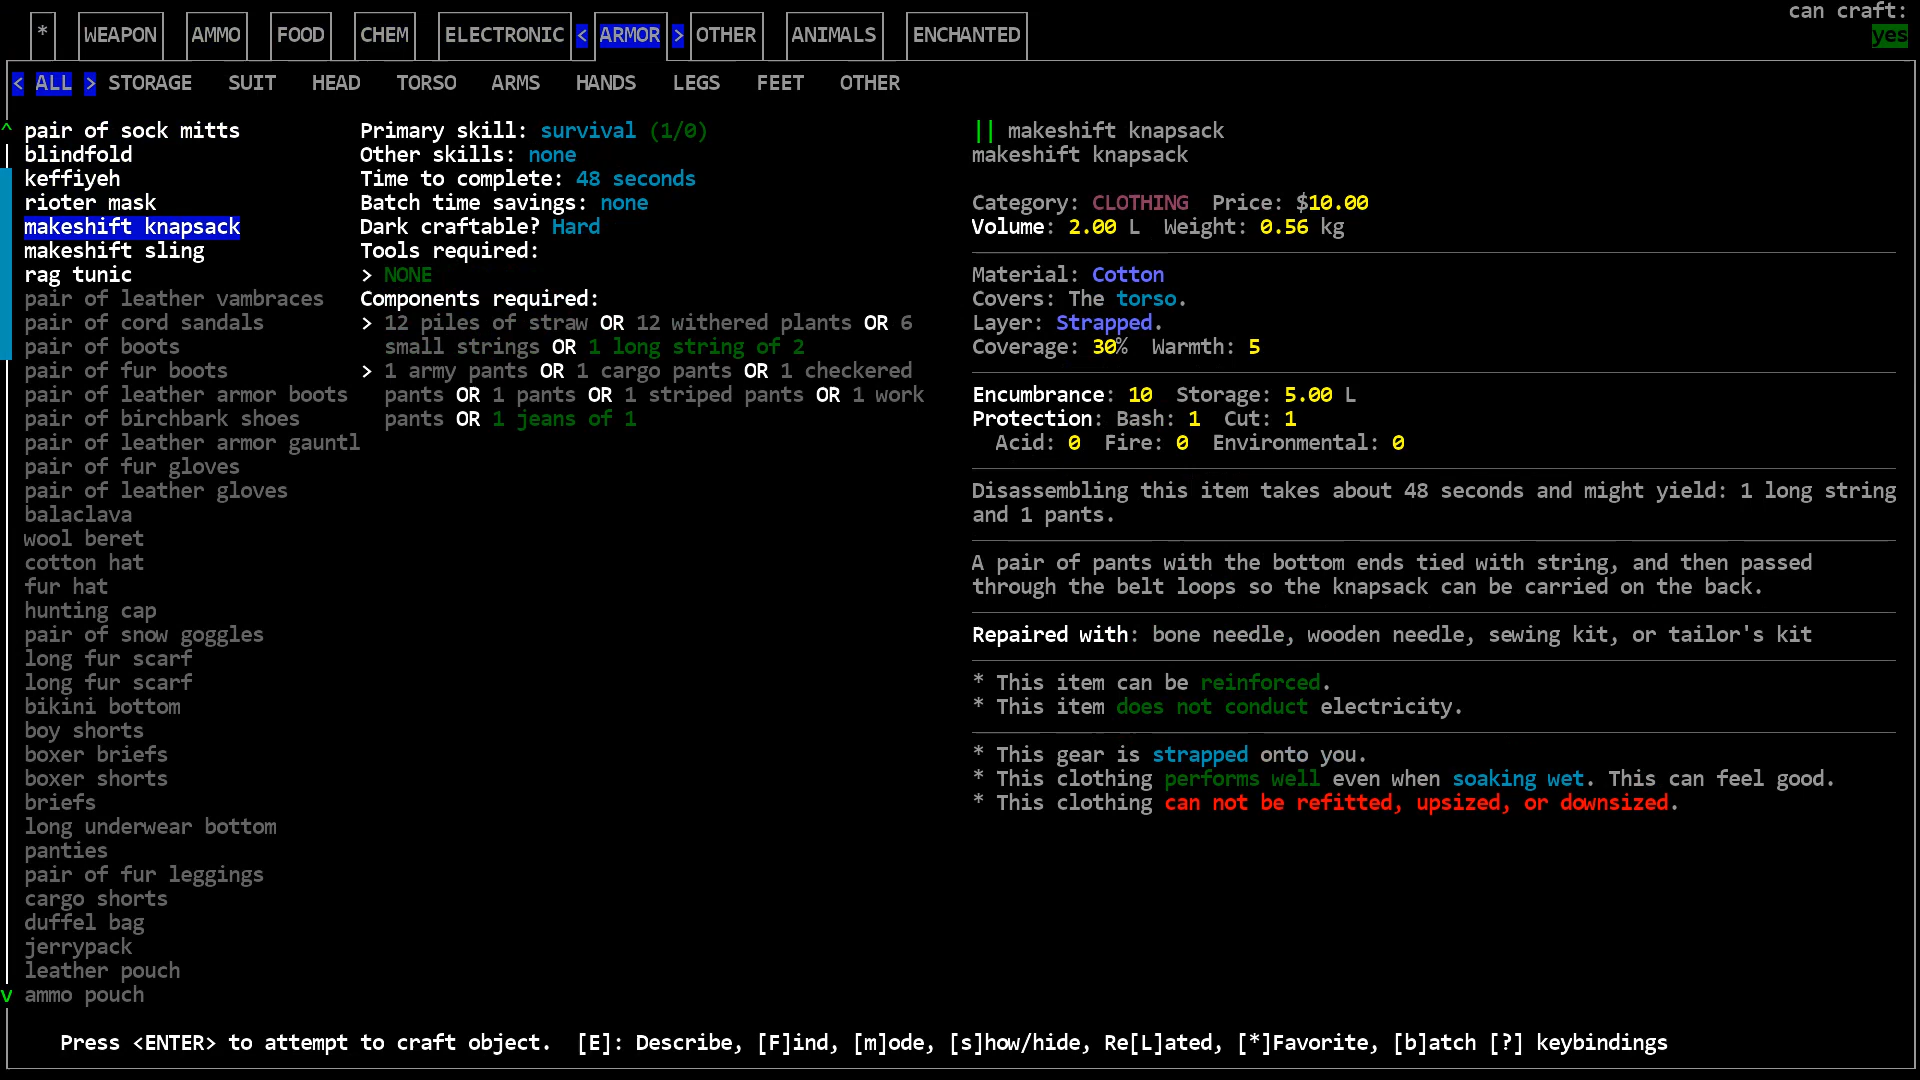 can craft:
* WEAPON AMMO FOOD CHEM ELECTRONIC < ARMOR > OTHER ANIMALS ENCHANTED
yes
< ALL > STORAGE SUIT HEAD TORSO ARMS HANDS LEGS FEET OTHER
^ pair of sock mitts
blindfold
keffiyeh
rioter mask
makeshift knapsack
makeshift sling
rag tunic
pair of leather vambraces
pair of cord sandals
pair of boots
pair of fur boots
pair of leather armor boots
pair of birchbark shoes
pair of leather armor gauntl
pair of fur gloves
pair of leather gloves
balaclava
wool beret
cotton hat
fur hat
hunting cap
pair of snow goggles
long fur scarf
long fur scarf
bikini bottom
boy shorts
boxer briefs
boxer shorts
briefs
long underwear bottom
panties
pair of fur leggings
cargo shorts
duffel bag
jerrypack
leather pouch
v ammo pouch
Primary skill: survival (1/0)
Other skills: none
Time to complete: 48 seconds
Batch time savings: none
Dark craftable? Hard
Tools required:
> NONE
Components required:
> 12 piles of straw OR 12 withered plants OR 6
small strings OR 1 long string of 2
> 1 army pants OR 1 cargo pants OR 1 checkered
pants OR 1 pants OR 1 striped pants OR 1 work
pants OR 1 jeans of 1
|| makeshift knapsack
makeshift knapsack
Category: CLOTHING Price: $10.00
Volume: 2.00 L Weight: 0.56 kg
Material: Cotton
Covers: The torso.
Layer: Strapped.
Coverage: 30% Warmth: 5
Encumbrance: 10 Storage: 5.00 L
Protection: Bash: 1 Cut: 1
Acid: 0 Fire: 0 Environmental: 0
Disassembling this item takes about 48 seconds and might yield: 1 long string
and 1 pants.
A pair of pants with the bottom ends tied with string, and then passed
through the belt loops so the knapsack can be carried on the back.
Repaired with: bone needle, wooden needle, sewing kit, or tailor's kit
* This item can be reinforced.
* This item does not conduct electricity.
* This gear is strapped onto you.
* This clothing performs well even when soaking wet. This can feel good.
* This clothing can not be refitted, upsized, or downsized.
Press <ENTER> to attempt to craft object. [E]: Describe, [F]ind, [m]ode, [s]how/hide, Re[L]ated, [*]Favorite, [b]atch [?] keybindings